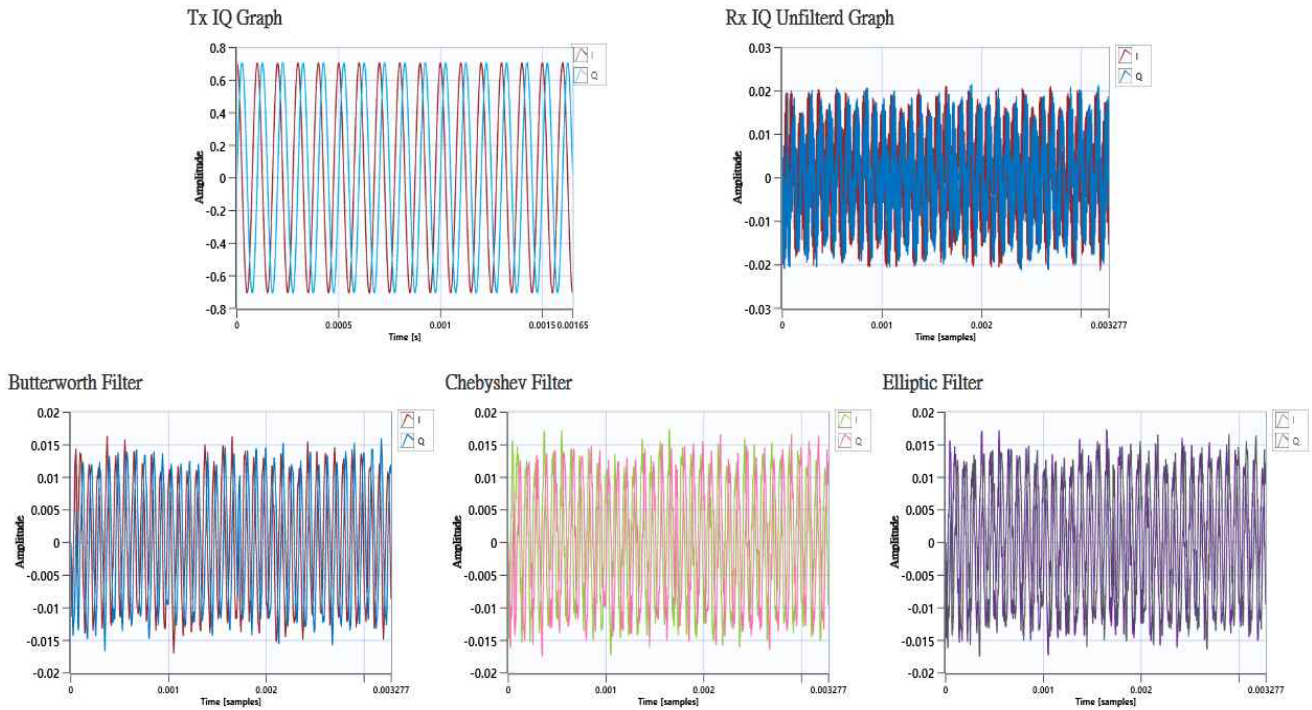 Tx IQ Graph
0.8
0.6
0.4
0.2
0
-0.2
-0.4
-0.6
-0.8
Amplitude
0
0.0005
0.001
0.0015
0.00165
Time [s]
I
Q
Rx IQ Unfilterd Graph
0.03
0.02
0.01
0
-0.01
-0.02
-0.03
Amplitude
0
0.001
0.002
0.003277
Time [samples]
I
Q
Butterworth Filter
0.02
0.015
0.01
0.005
0
-0.005
-0.01
-0.015
-0.02
Amplitude
0
0.001
0.002
0.003277
Time [samples]
I
Q
Chebyshev Filter
0.02
0.015
0.01
0.005
0
-0.005
-0.01
-0.015
-0.02
Amplitude
0
0.001
0.002
0.003277
Time [samples]
I
Q
Elliptic Filter
0.02
0.015
0.01
0.005
0
-0.005
-0.01
-0.015
-0.02
Amplitude
0
0.001
0.002
0.003277
Time [samples]
I
Q